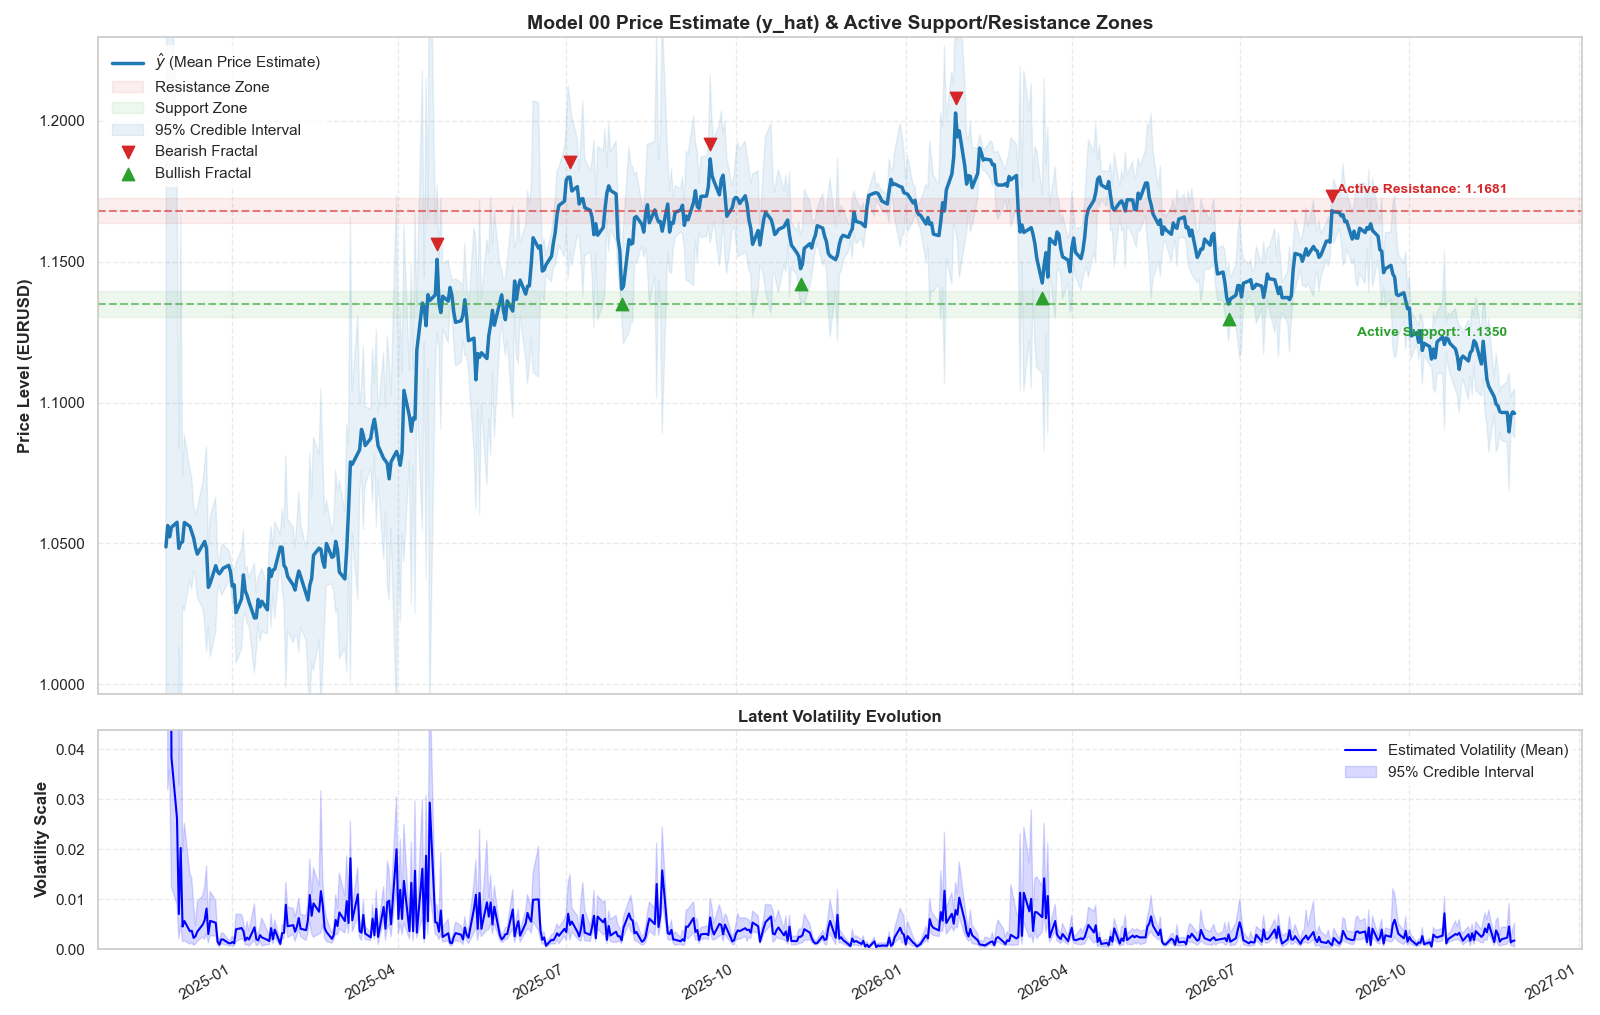 Model 00 Price Estimate (y_hat) & Active Support/Resistance Zones
ŷ (Mean Price Estimate)
Resistance Zone
Support Zone
95% Credible Interval
Bearish Fractal
Bullish Fractal
Price Level (EURUSD)
1.2000
1.1500
1.1000
1.0500
1.0000
Active Resistance: 1.1681
Active Support: 1.1350
Latent Volatility Evolution
Estimated Volatility (Mean)
95% Credible Interval
Volatility Scale
0.04
0.03
0.02
0.01
0.00
2025-01
2025-04
2025-07
2025-10
2026-01
2026-04
2026-07
2026-10
2027-01